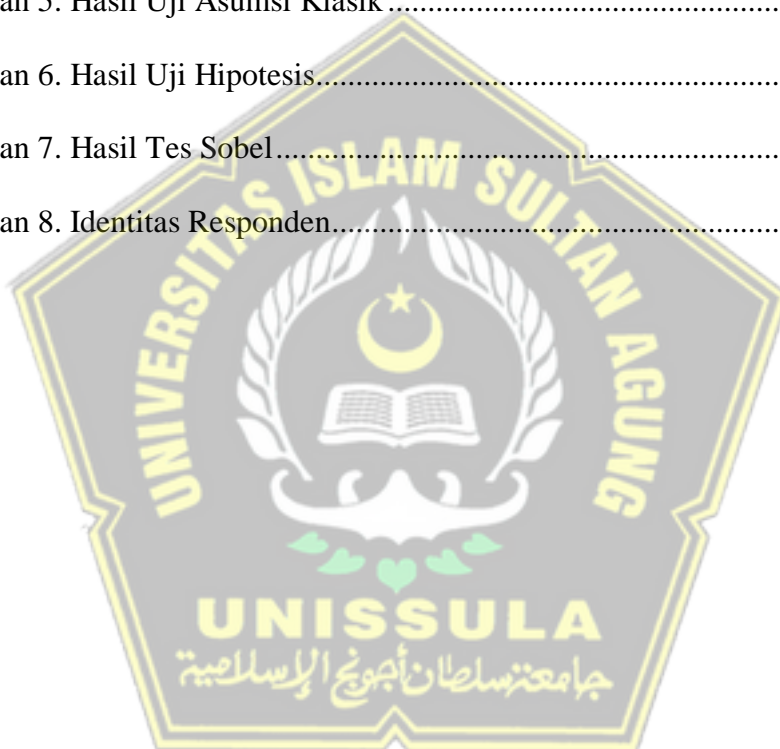 an 5. Hasil Uji Asumsi Klasik
an 6. Hasil Uji Hipotesis
an 7. Hasil Tes Sobel
an 8. Identitas Responden
UNIVERSITAS ISLAM SULTAN AGUNG
UNISSULA
جامعة سلطان أجونج الإسلامية